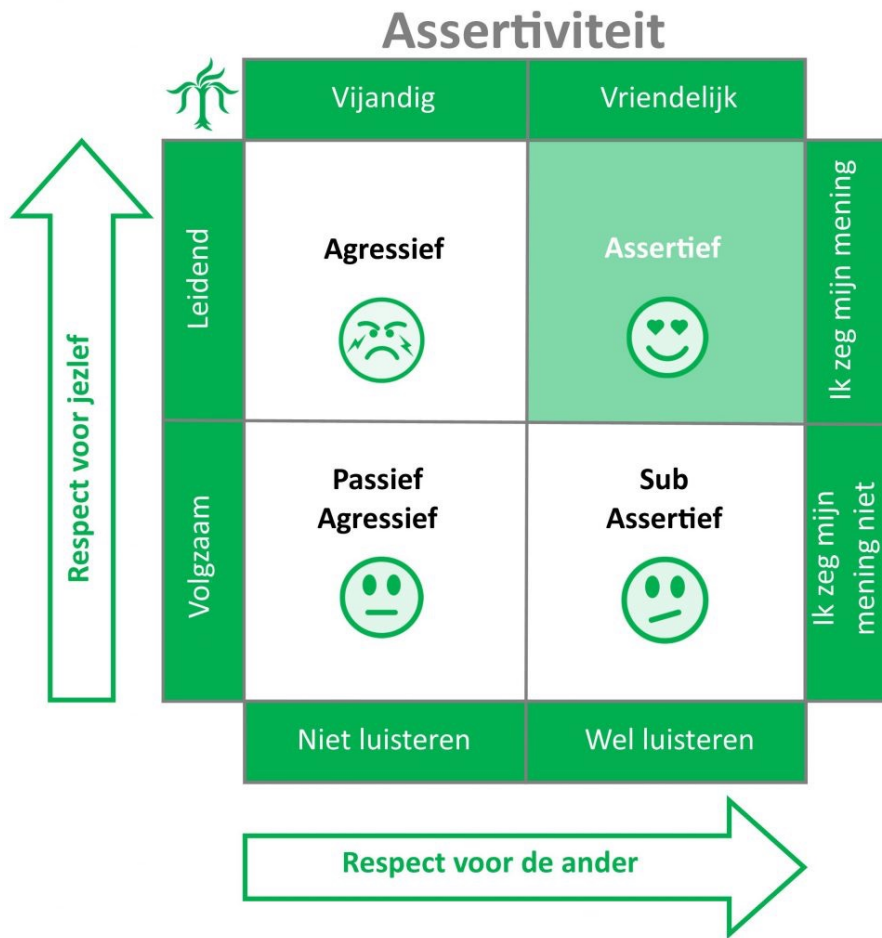 Assertiviteit
Vijandig
Vriendelijk
Leidend
Agressief
Assertief
Ik zeg mijn mening
Respect voor jezlef
Volgzaam
Passief
Agressief
Sub
Assertief
Ik zeg mijn
mening niet
Niet luisteren
Wel luisteren
Respect voor de ander